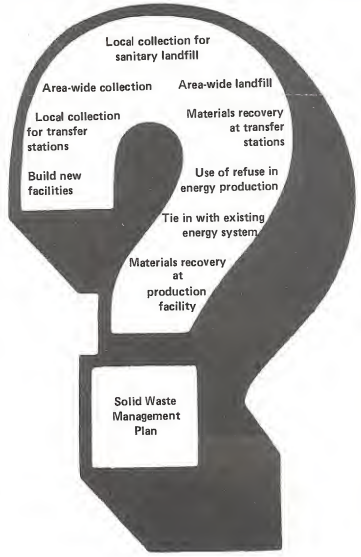 Local collection for
sanitary landfill
Area-wide collection
Area-wide landfill
Local collection
for transfer
stations
Materials recovery
at transfer
stations
Build new
facilities
Use of refuse in
energy production
Tie in with existing
energy system
Materials recovery
at
production
facility
Solid Waste
Management
Plan